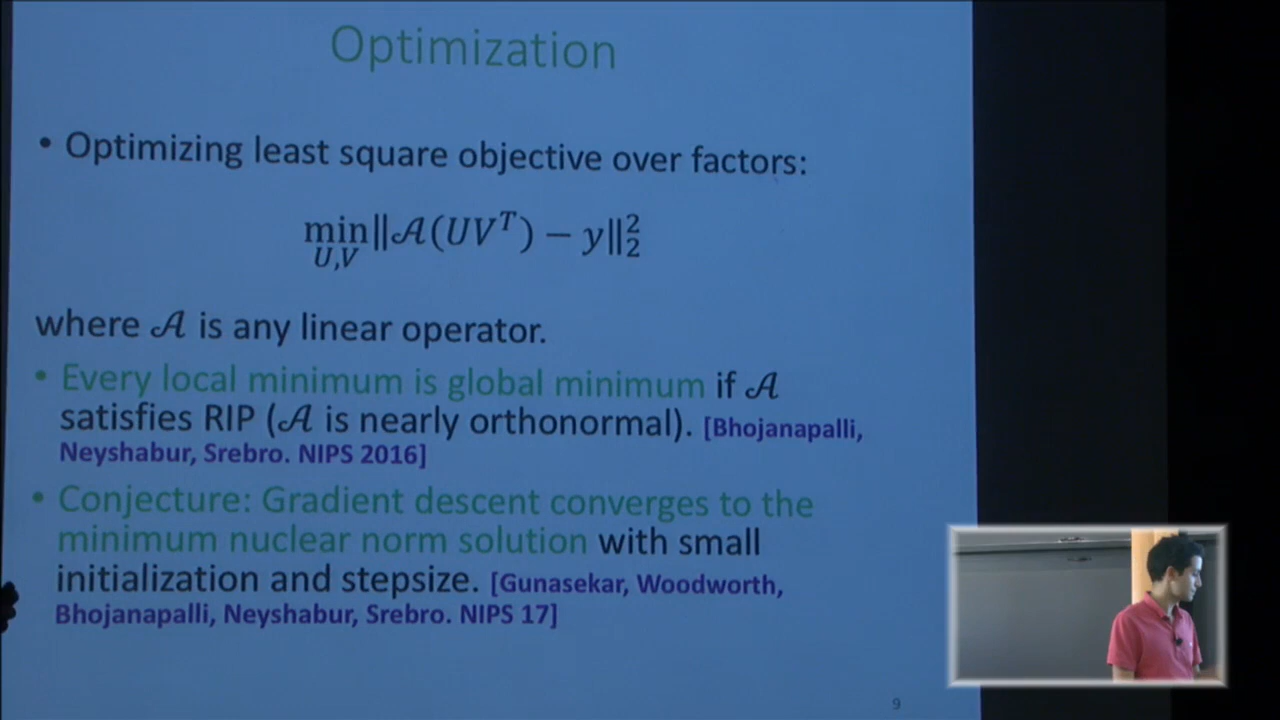 Optimization
• Optimizing least square objective over factors:
min ‖𝒜(UVᵀ) − y‖₂²
U,V
where 𝒜 is any linear operator.
• Every local minimum is global minimum if 𝒜
satisfies RIP (𝒜 is nearly orthonormal). [Bhojanapalli,
Neyshabur, Srebro. NIPS 2016]
• Conjecture: Gradient descent converges to the
minimum nuclear norm solution with small
initialization and stepsize. [Gunasekar, Woodworth,
Bhojanapalli, Neyshabur, Srebro. NIPS 17]
9